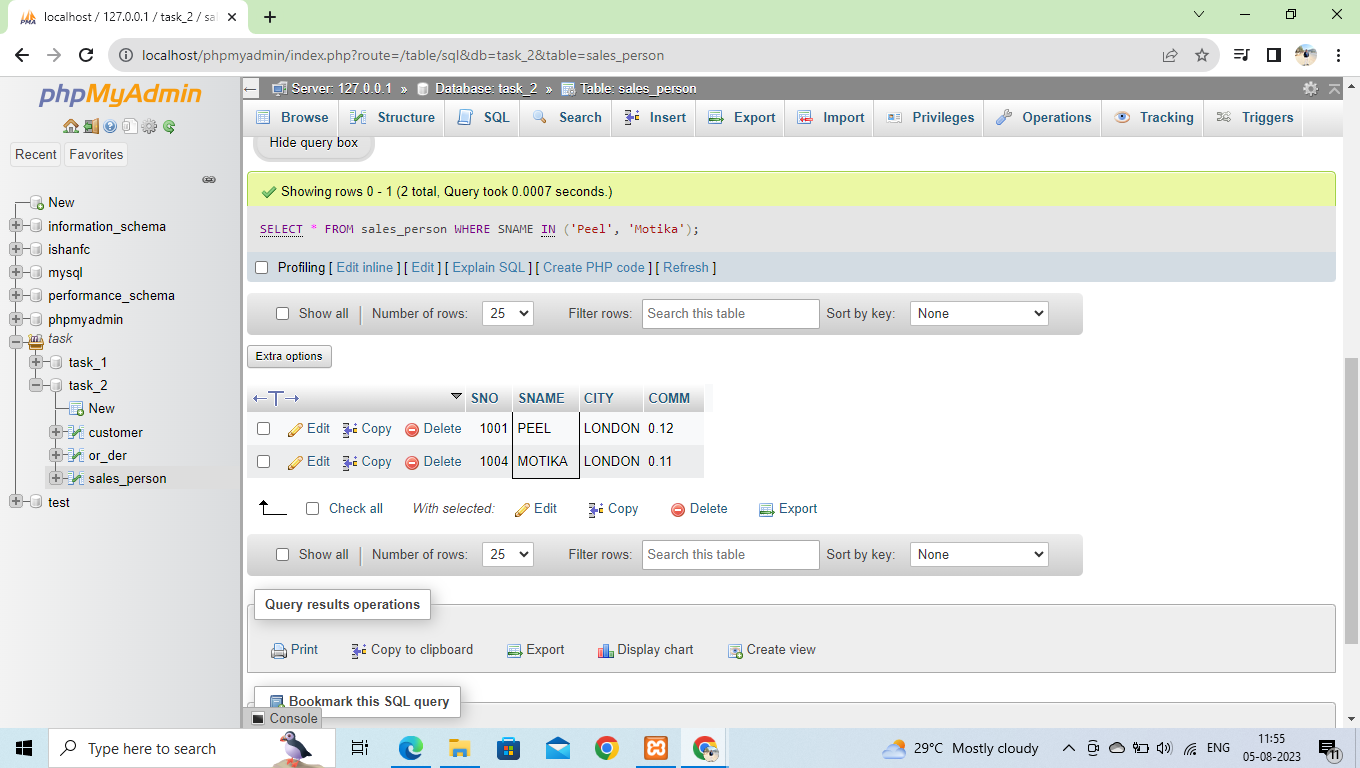 localhost / 127.0.0.1 / task_2 / sal
localhost/phpmyadmin/index.php?route=/table/sql&db=task_2&table=sales_person
phpMyAdmin
Recent Favorites
New
information_schema
ishanfc
mysql
performance_schema
phpmyadmin
task
task_1
task_2
New
customer
or_der
sales_person
test
Server: 127.0.0.1 » Database: task_2 » Table: sales_person
Browse Structure SQL Search Insert Export Import Privileges Operations Tracking Triggers
Hide query box
Showing rows 0 - 1 (2 total, Query took 0.0007 seconds.)
SELECT * FROM sales_person WHERE SNAME IN ('Peel', 'Motika');
Profiling [ Edit inline ] [ Edit ] [ Explain SQL ] [ Create PHP code ] [ Refresh ]
Show all Number of rows: 25 Filter rows: Search this table Sort by key: None
Extra options
←T→ SNO SNAME CITY COMM
Edit Copy Delete 1001 PEEL LONDON 0.12
Edit Copy Delete 1004 MOTIKA LONDON 0.11
Check all With selected: Edit Copy Delete Export
Show all Number of rows: 25 Filter rows: Search this table Sort by key: None
Query results operations
Print Copy to clipboard Export Display chart Create view
Bookmark this SQL query
Console
Type here to search
29°C Mostly cloudy
ENG
11:55
05-08-2023
11